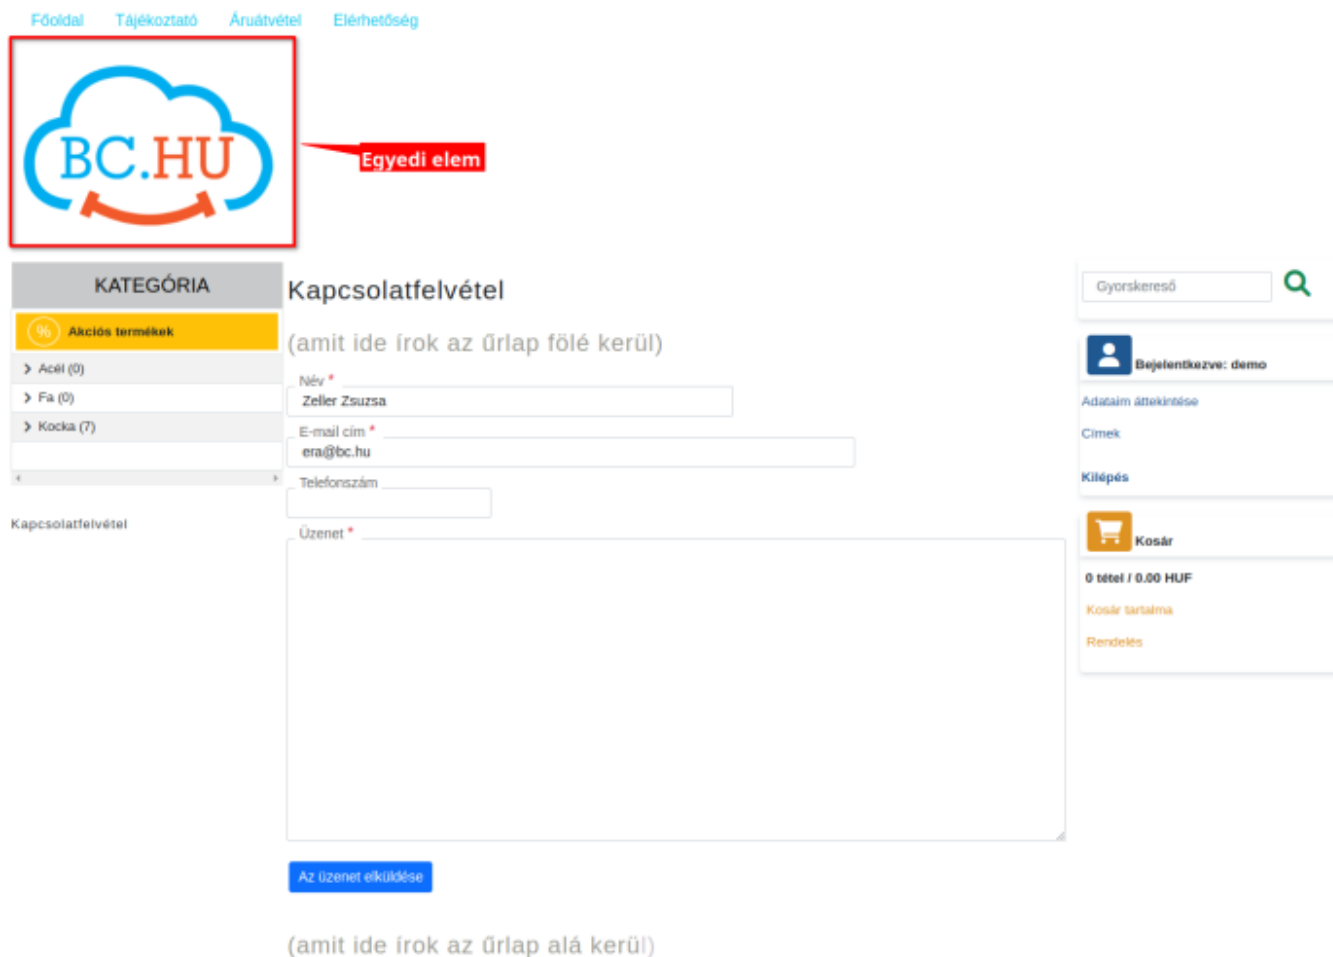 Főoldal Tájékoztató Áruátvétel Elérhetőség
BC.HU
Egyedi elem
KATEGÓRIA
% Akciós termékek
Acél (0)
Fa (0)
Kocka (7)
Kapcsolatfelvétel
Kapcsolatfelvétel
(amit ide írok az űrlap fölé kerül)
Név *
Zeller Zsuzsa
E-mail cím *
era@bc.hu
Telefonszám
Üzenet *
Az üzenet elküldése
(amit ide írok az űrlap alá kerül)
Gyorskereső
Bejelentkezve: demo
Adataim áttekintése
Címek
Kilépés
Kosár
0 tétel / 0.00 HUF
Kosár tartalma
Rendelés